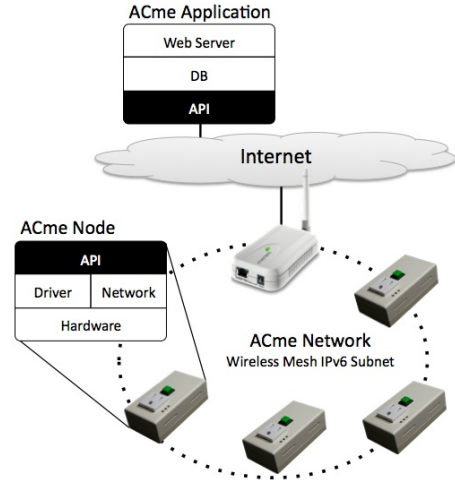 ACme Application
Web Server
DB
API
Internet
ACme Node
API
Driver Network
Hardware
ACme Network
Wireless Mesh IPv6 Subnet